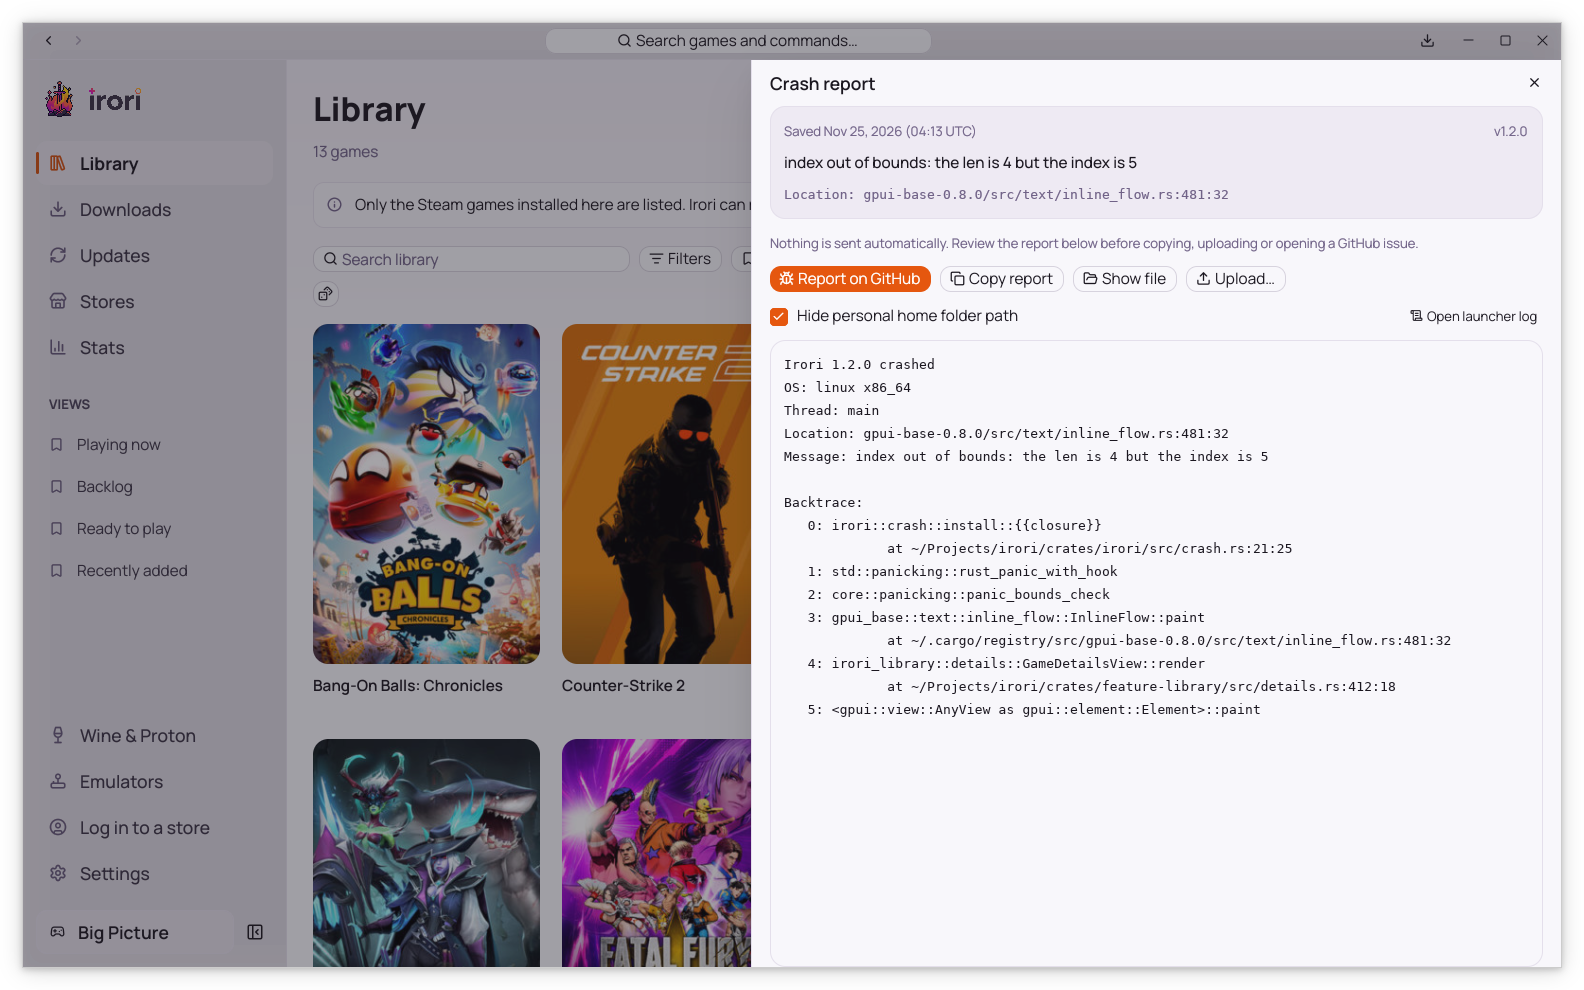 Search games and commands...
irori
Library
Downloads
Updates
Stores
Stats
VIEWS
Playing now
Backlog
Ready to play
Recently added
Wine & Proton
Emulators
Log in to a store
Settings
Big Picture
Library
13 games
Only the Steam games installed here are listed. Irori can
Search library
Filters
BANG-ON
BALLS
CHRONICLES
COUNTER
STRIKE 2
Bang-On Balls: Chronicles
Counter-Strike 2
FATAL FURY
Crash report
Saved Nov 25, 2026 (04:13 UTC)
v1.2.0
index out of bounds: the len is 4 but the index is 5
Location: gpui-base-0.8.0/src/text/inline_flow.rs:481:32
Nothing is sent automatically. Review the report below before copying, uploading or opening a GitHub issue.
Report on GitHub
Copy report
Show file
Upload...
Hide personal home folder path
Open launcher log
Irori 1.2.0 crashed
OS: linux x86_64
Thread: main
Location: gpui-base-0.8.0/src/text/inline_flow.rs:481:32
Message: index out of bounds: the len is 4 but the index is 5
Backtrace:
0: irori::crash::install::{{closure}}
at ~/Projects/irori/crates/irori/src/crash.rs:21:25
1: std::panicking::rust_panic_with_hook
2: core::panicking::panic_bounds_check
3: gpui_base::text::inline_flow::InlineFlow::paint
at ~/.cargo/registry/src/gpui-base-0.8.0/src/text/inline_flow.rs:481:32
4: irori_library::details::GameDetailsView::render
at ~/Projects/irori/crates/feature-library/src/details.rs:412:18
5: <gpui::view::AnyView as gpui::element::Element>::paint